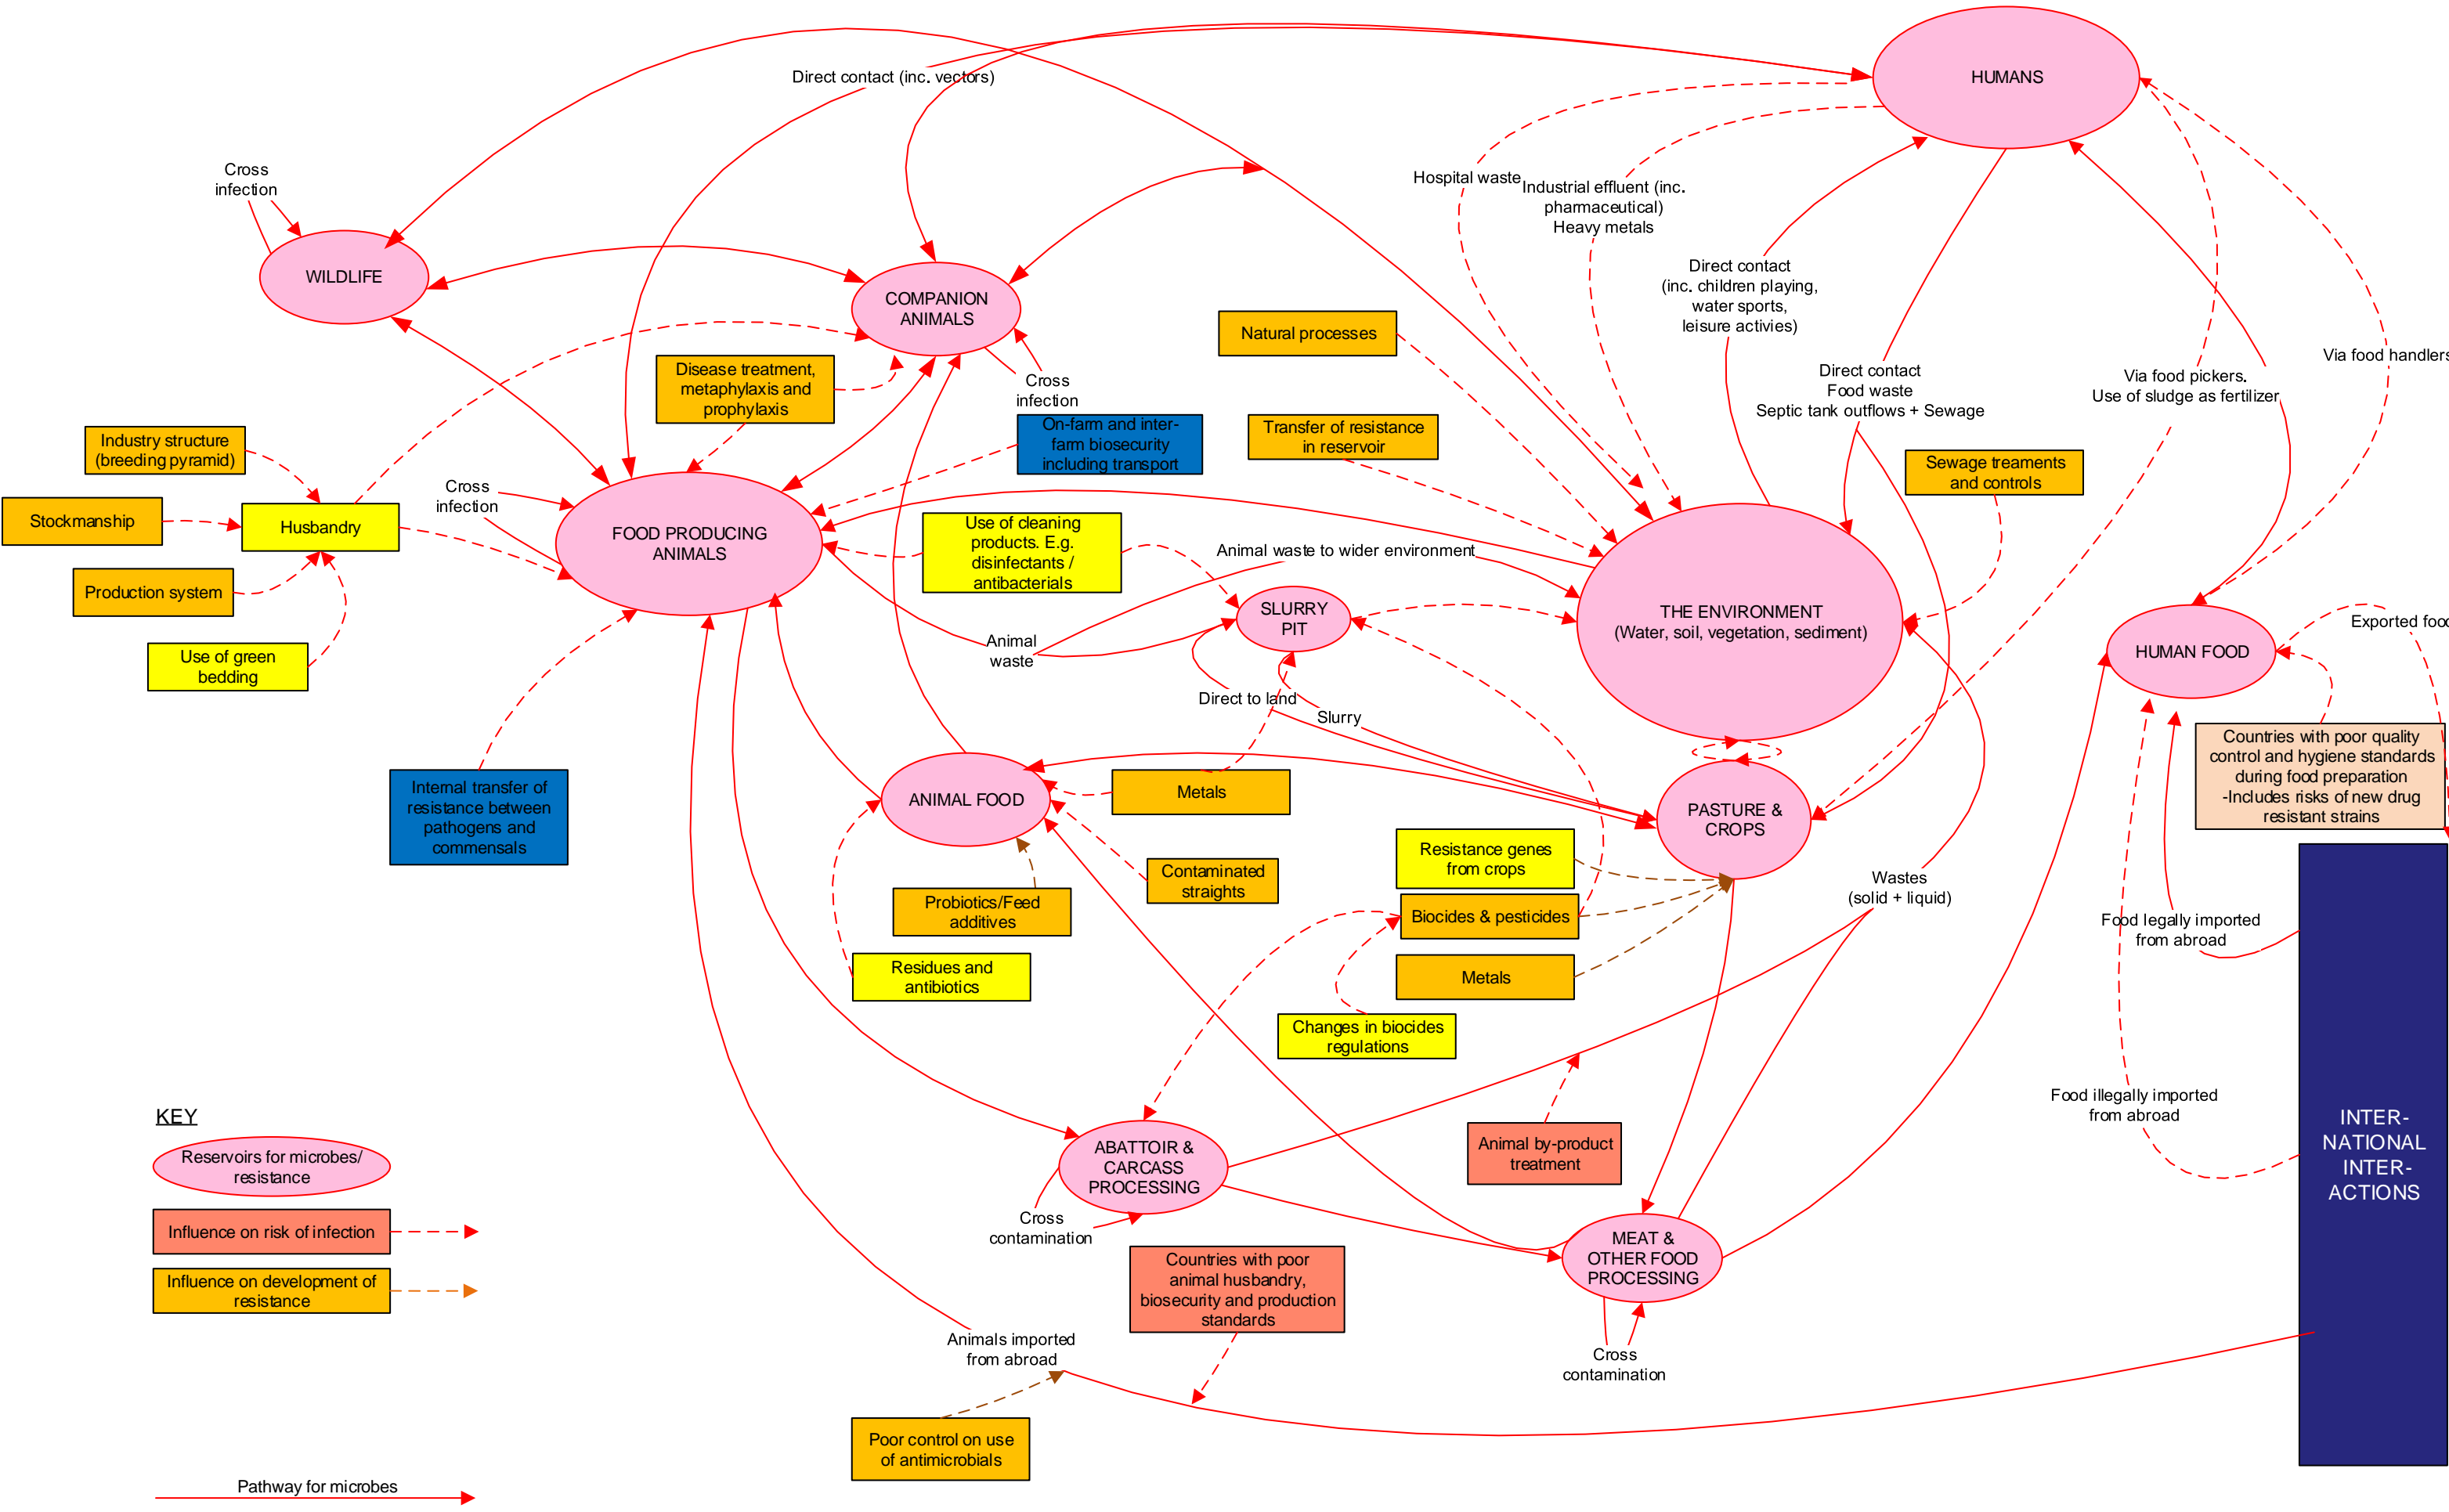 HUMANS
Direct contact (inc. vectors)
Cross
infection
Hospital waste
Industrial effluent (inc.
pharmaceutical)
Heavy metals
WILDLIFE
COMPANION
ANIMALS
Direct contact
(inc. children playing,
water sports,
leisure activies)
Natural processes
Via food handlers
Disease treatment,
metaphylaxis and
prophylaxis
Cross
infection
Direct contact
Food waste
Septic tank outflows + Sewage
Via food pickers.
Use of sludge as fertilizer
Industry structure
(breeding pyramid)
On-farm and inter-
farm biosecurity
including transport
Transfer of resistance
in reservoir
Sewage treaments
and controls
Stockmanship
Husbandry
Cross
infection
FOOD PRODUCING
ANIMALS
Use of cleaning
products. E.g.
disinfectants /
antibacterials
Animal waste to wider environment
Production system
SLURRY
PIT
THE ENVIRONMENT
(Water, soil, vegetation, sediment)
Exported food
HUMAN FOOD
Use of green
bedding
Animal
waste
Direct to land
Slurry
Countries with poor quality
control and hygiene standards
during food preparation
-Includes risks of new drug
resistant strains
Internal transfer of
resistance between
pathogens and
commensals
ANIMAL FOOD
Metals
PASTURE &
CROPS
Resistance genes
from crops
Contaminated
straights
Wastes
(solid + liquid)
Probiotics/Feed
additives
Biocides & pesticides
Food legally imported
from abroad
Residues and
antibiotics
Metals
Changes in biocides
regulations
Food illegally imported
from abroad
INTER-
NATIONAL
INTER-
ACTIONS
KEY
Reservoirs for microbes/
resistance
ABATTOIR &
CARCASS
PROCESSING
Animal by-product
treatment
Influence on risk of infection
Cross
contamination
MEAT &
OTHER FOOD
PROCESSING
Influence on development of
resistance
Countries with poor
animal husbandry,
biosecurity and production
standards
Animals imported
from abroad
Cross
contamination
Poor control on use
of antimicrobials
Pathway for microbes